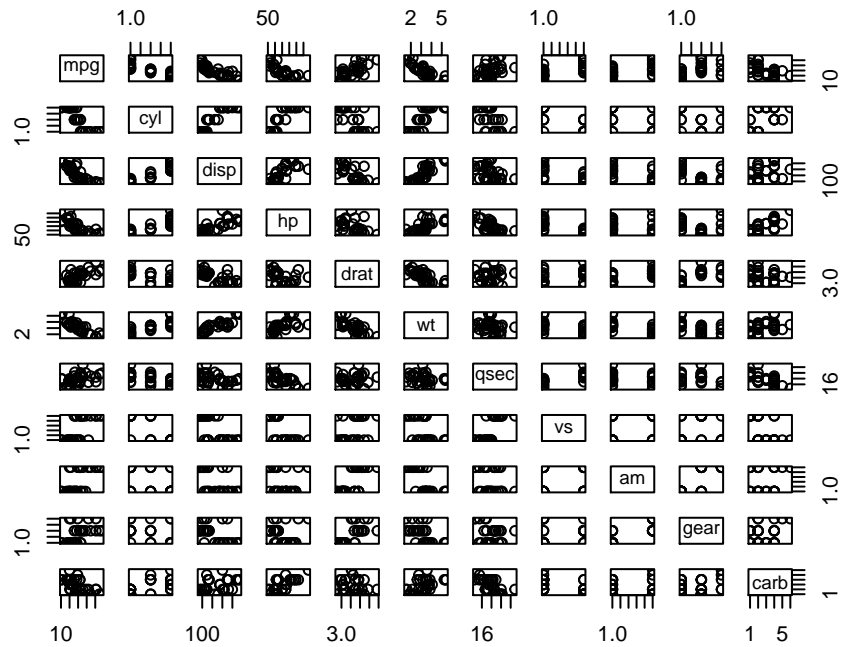 1.0 50 2 5 1.0 1.0
mpg 10
1.0 cyl
disp 100
50 hp
drat 3.0
2 wt
qsec 16
1.0 vs
am 1.0
1.0 gear
carb 1
10 100 3.0 16 1.0 1 5